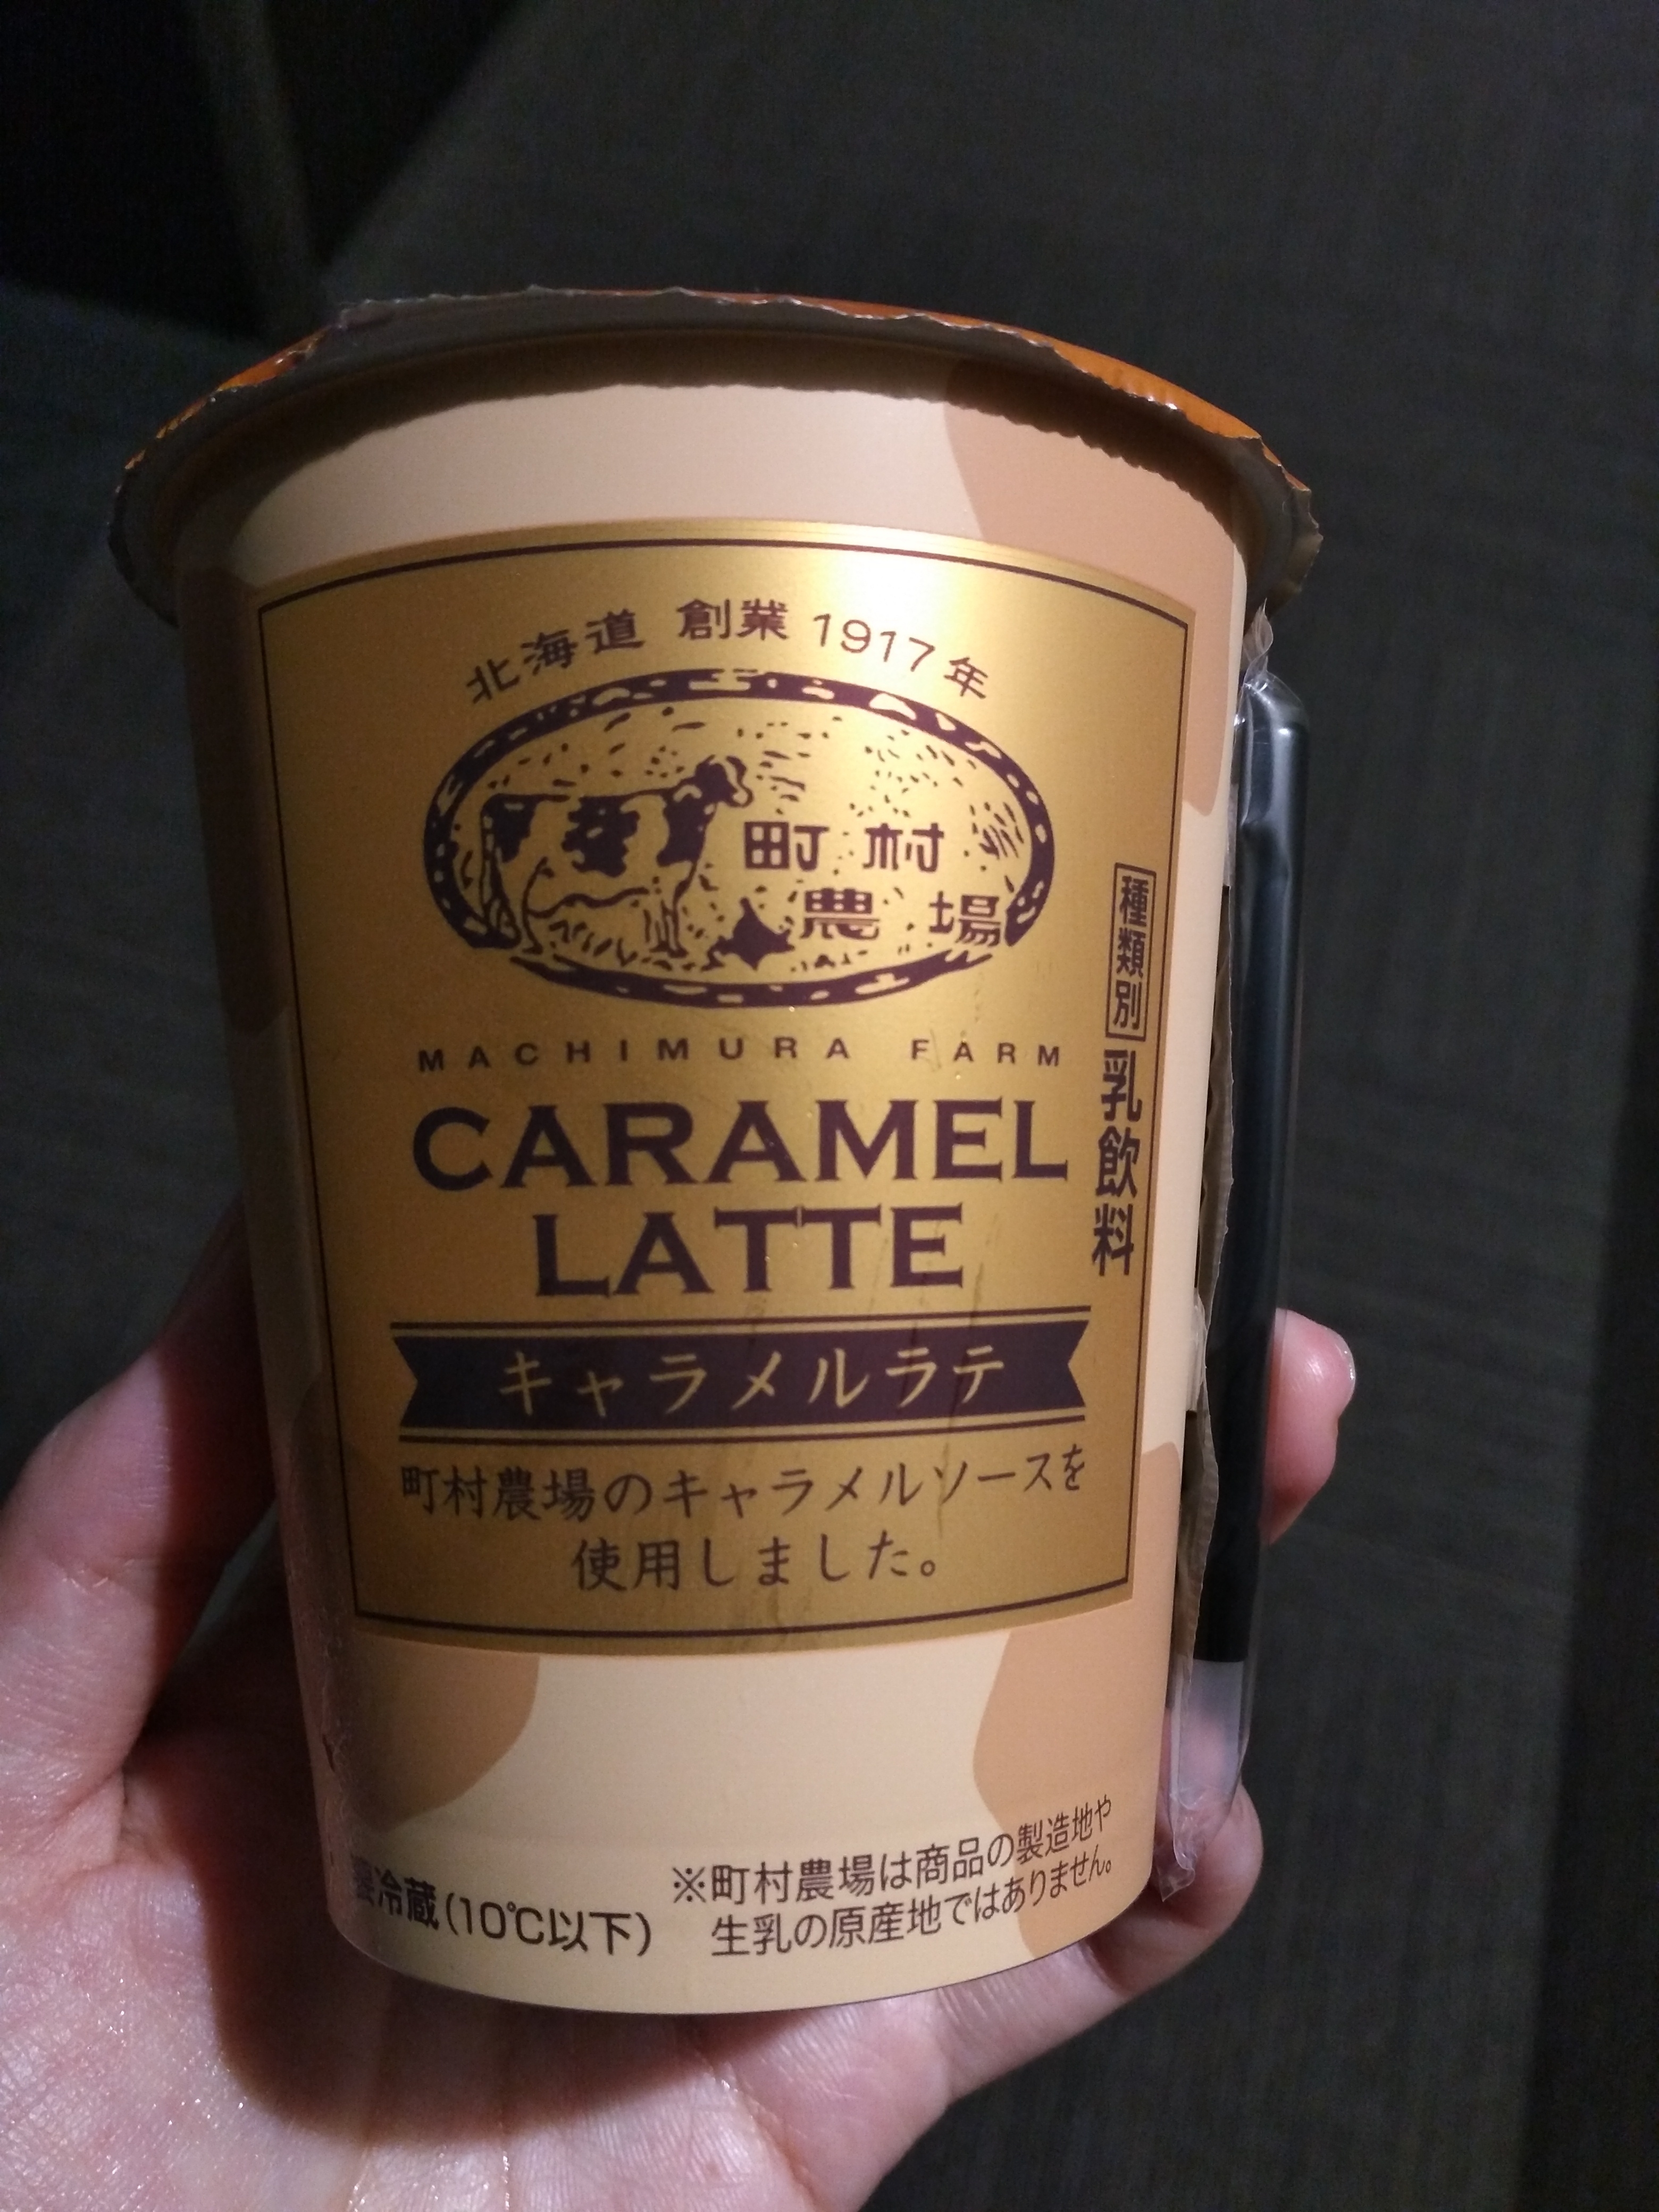 北海道 創業 1917年
町村
農場
MACHIMURA FARM
CARAMEL
LATTE
キャラメルラテ
町村農場のキャラメルソースを
使用しました。
種類別 乳飲料
要冷蔵(10℃以下)
※町村農場は商品の製造地や
生乳の原産地ではありません。